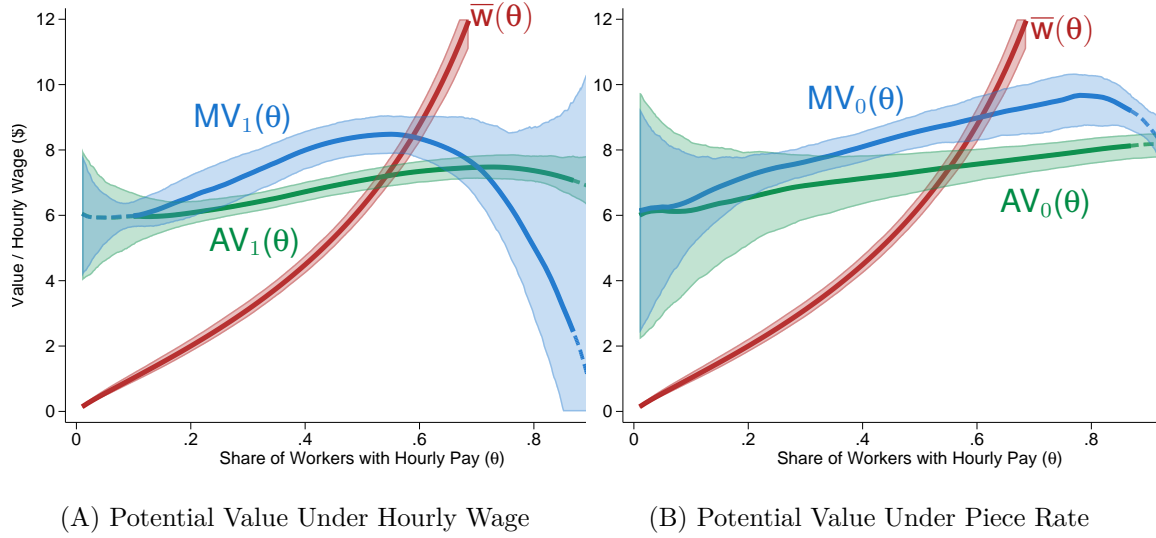 12
10
8
6
4
2
0
Value / Hourly Wage ($)
w̅(θ)
MV₁(θ)
AV₁(θ)
0 .2 .4 .6 .8
Share of Workers with Hourly Pay (θ)
(A) Potential Value Under Hourly Wage
12
10
8
6
4
2
0
w̅(θ)
MV₀(θ)
AV₀(θ)
0 .2 .4 .6 .8
Share of Workers with Hourly Pay (θ)
(B) Potential Value Under Piece Rate